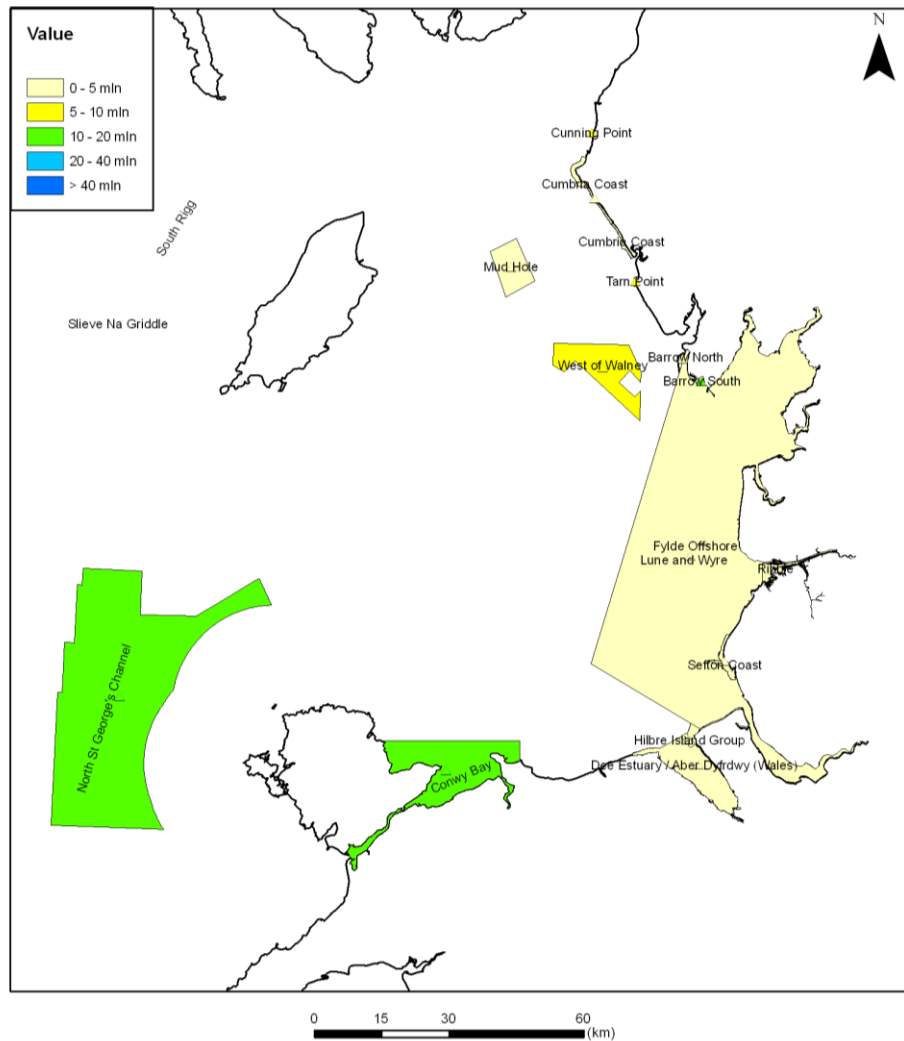 Value
0 - 5 mln
5 - 10 mln
10 - 20 mln
20 - 40 mln
> 40 mln
N
Cunning Point
Cumbria Coast
South Rigg
Cumbria Coast
Mud Hole
Tarn Point
Slieve Na Griddle
Barrow North
West of Walney
Barrow South
Fylde Offshore
Lune and Wyre
Ribble
Sefton Coast
North St George's Channel
Hilbre Island Group
Dee Estuary / Aber Dyfrdwy (Wales)
Conwy Bay
0 15 30 60
(km)